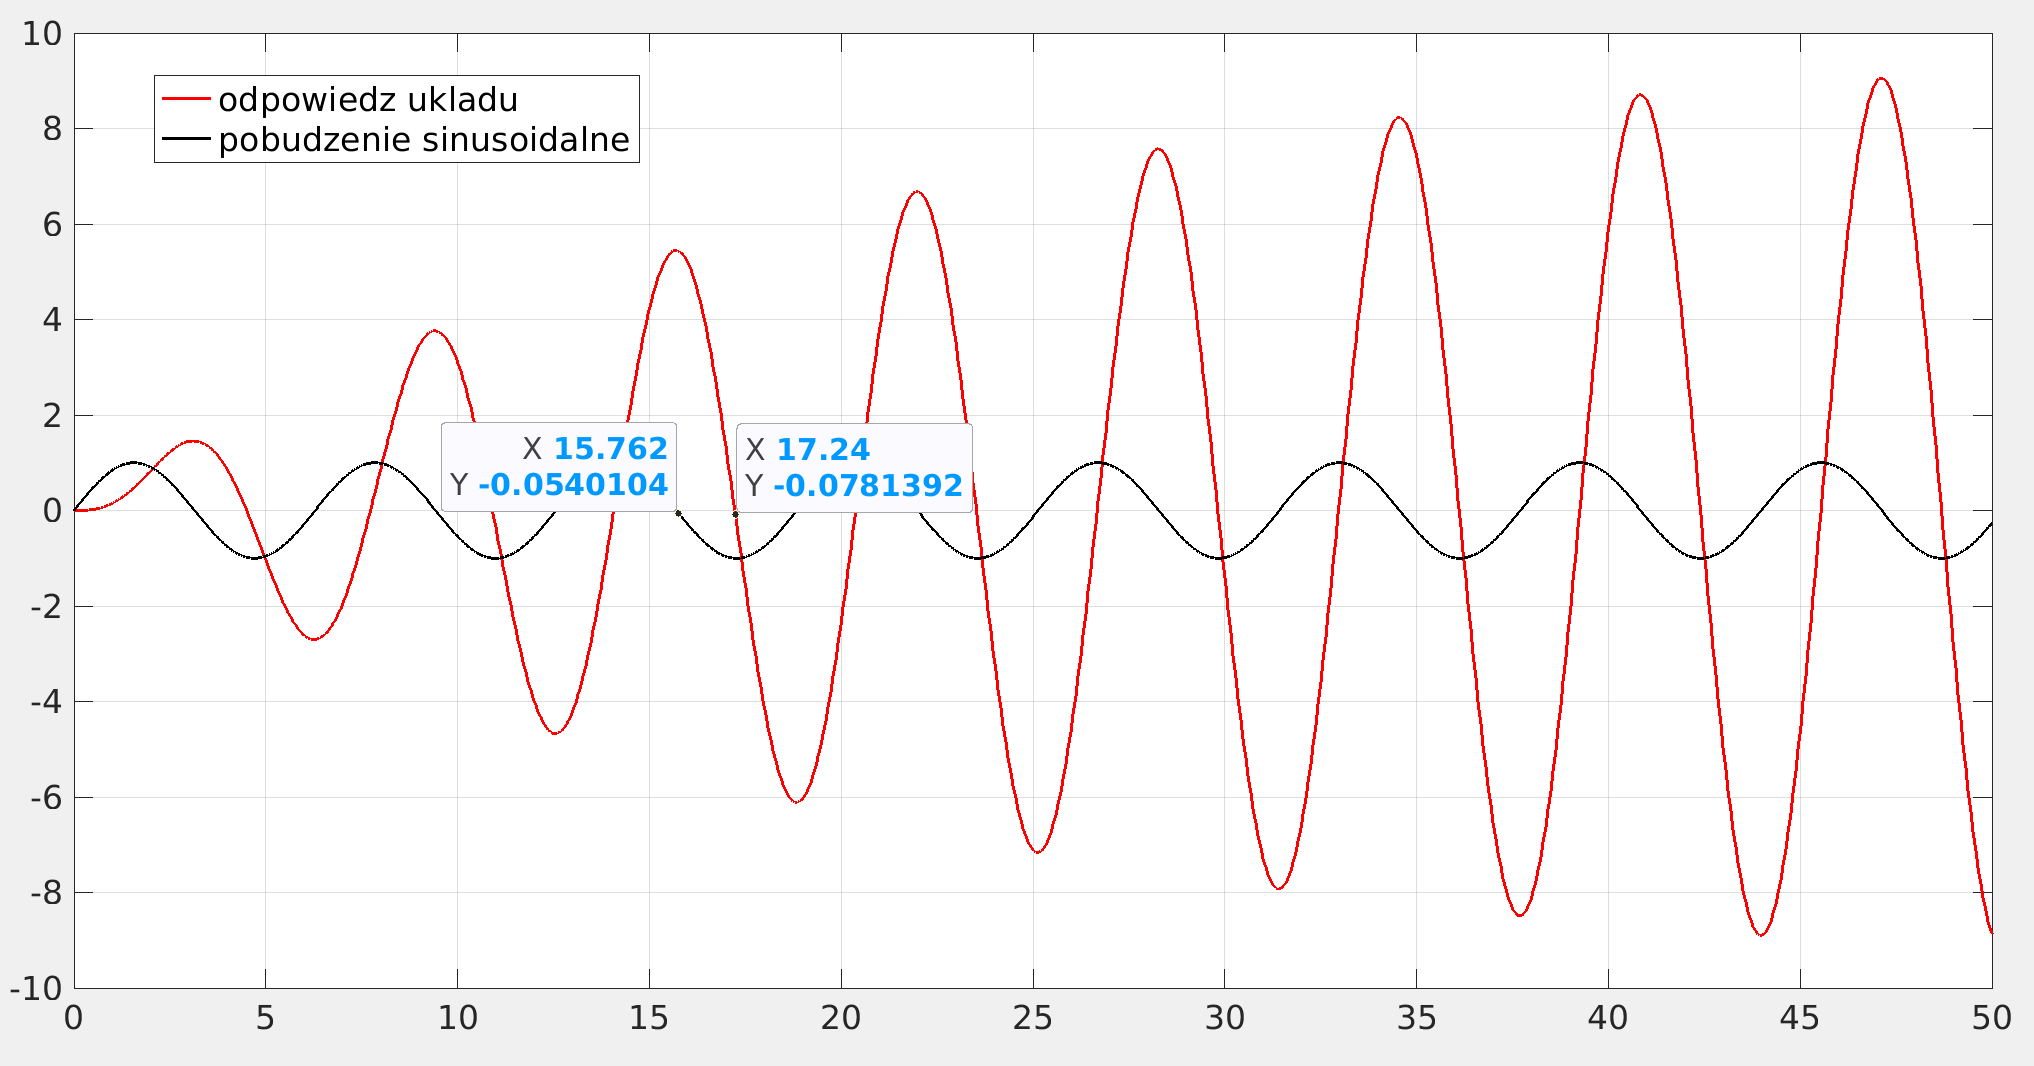 10
8
6
4
2
0
-2
-4
-6
-8
-10
odpowiedz ukladu
pobudzenie sinusoidalne
X 15.762
Y -0.0540104
X 17.24
Y -0.0781392
0 5 10 15 20 25 30 35 40 45 50